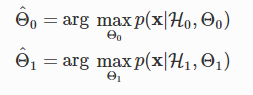 Θ̂₀ = arg max_{Θ₀} p(𝐱|ℋ₀, Θ₀)
Θ̂₁ = arg max_{Θ₁} p(𝐱|ℋ₁, Θ₁)